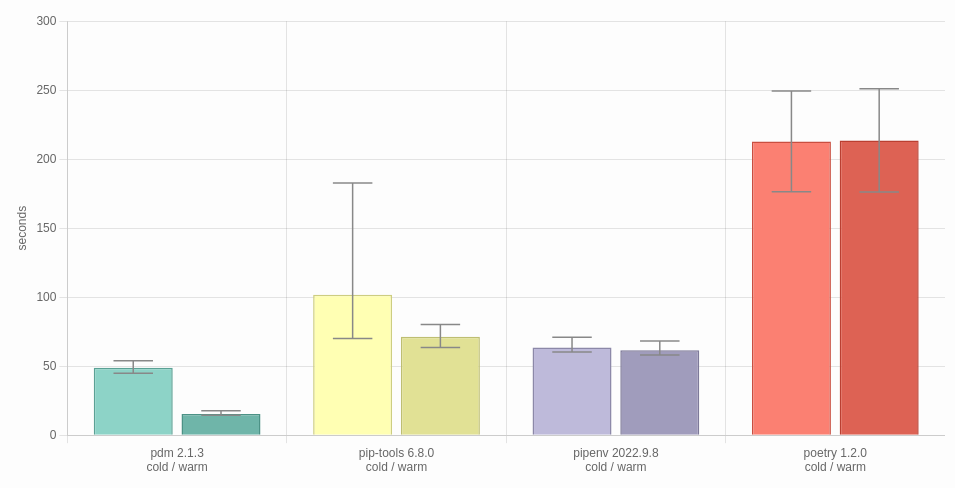 300
250
200
150
100
50
0
seconds
pdm 2.1.3
cold / warm
pip-tools 6.8.0
cold / warm
pipenv 2022.9.8
cold / warm
poetry 1.2.0
cold / warm